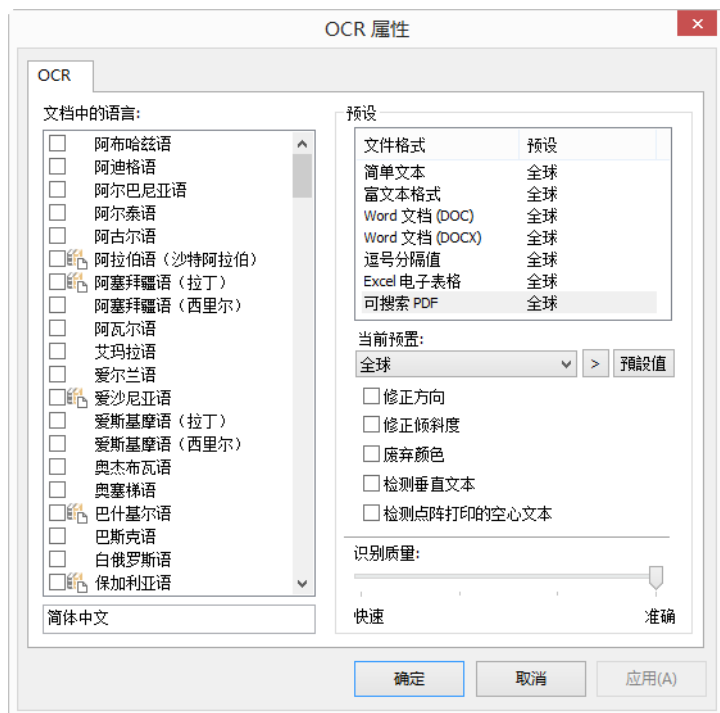 OCR 属性
OCR
文档中的语言:
阿布哈兹语
阿迪格语
阿尔巴尼亚语
阿尔泰语
阿古尔语
阿拉伯语（沙特阿拉伯）
阿塞拜疆语（拉丁）
阿塞拜疆语（西里尔）
阿瓦尔语
艾玛拉语
爱尔兰语
爱沙尼亚语
爱斯基摩语（拉丁）
爱斯基摩语（西里尔）
奥杰布瓦语
奥塞梯语
巴什基尔语
巴斯克语
白俄罗斯语
保加利亚语
简体中文
预设
文件格式 预设
简单文本 全球
富文本格式 全球
Word 文档 (DOC) 全球
Word 文档 (DOCX) 全球
逗号分隔值 全球
Excel 电子表格 全球
可搜索 PDF 全球
当前预置:
全球 > 預設值
修正方向
修正倾斜度
废弃颜色
检测垂直文本
检测点阵打印的空心文本
识别质量:
快速 准确
确定 取消 应用(A)